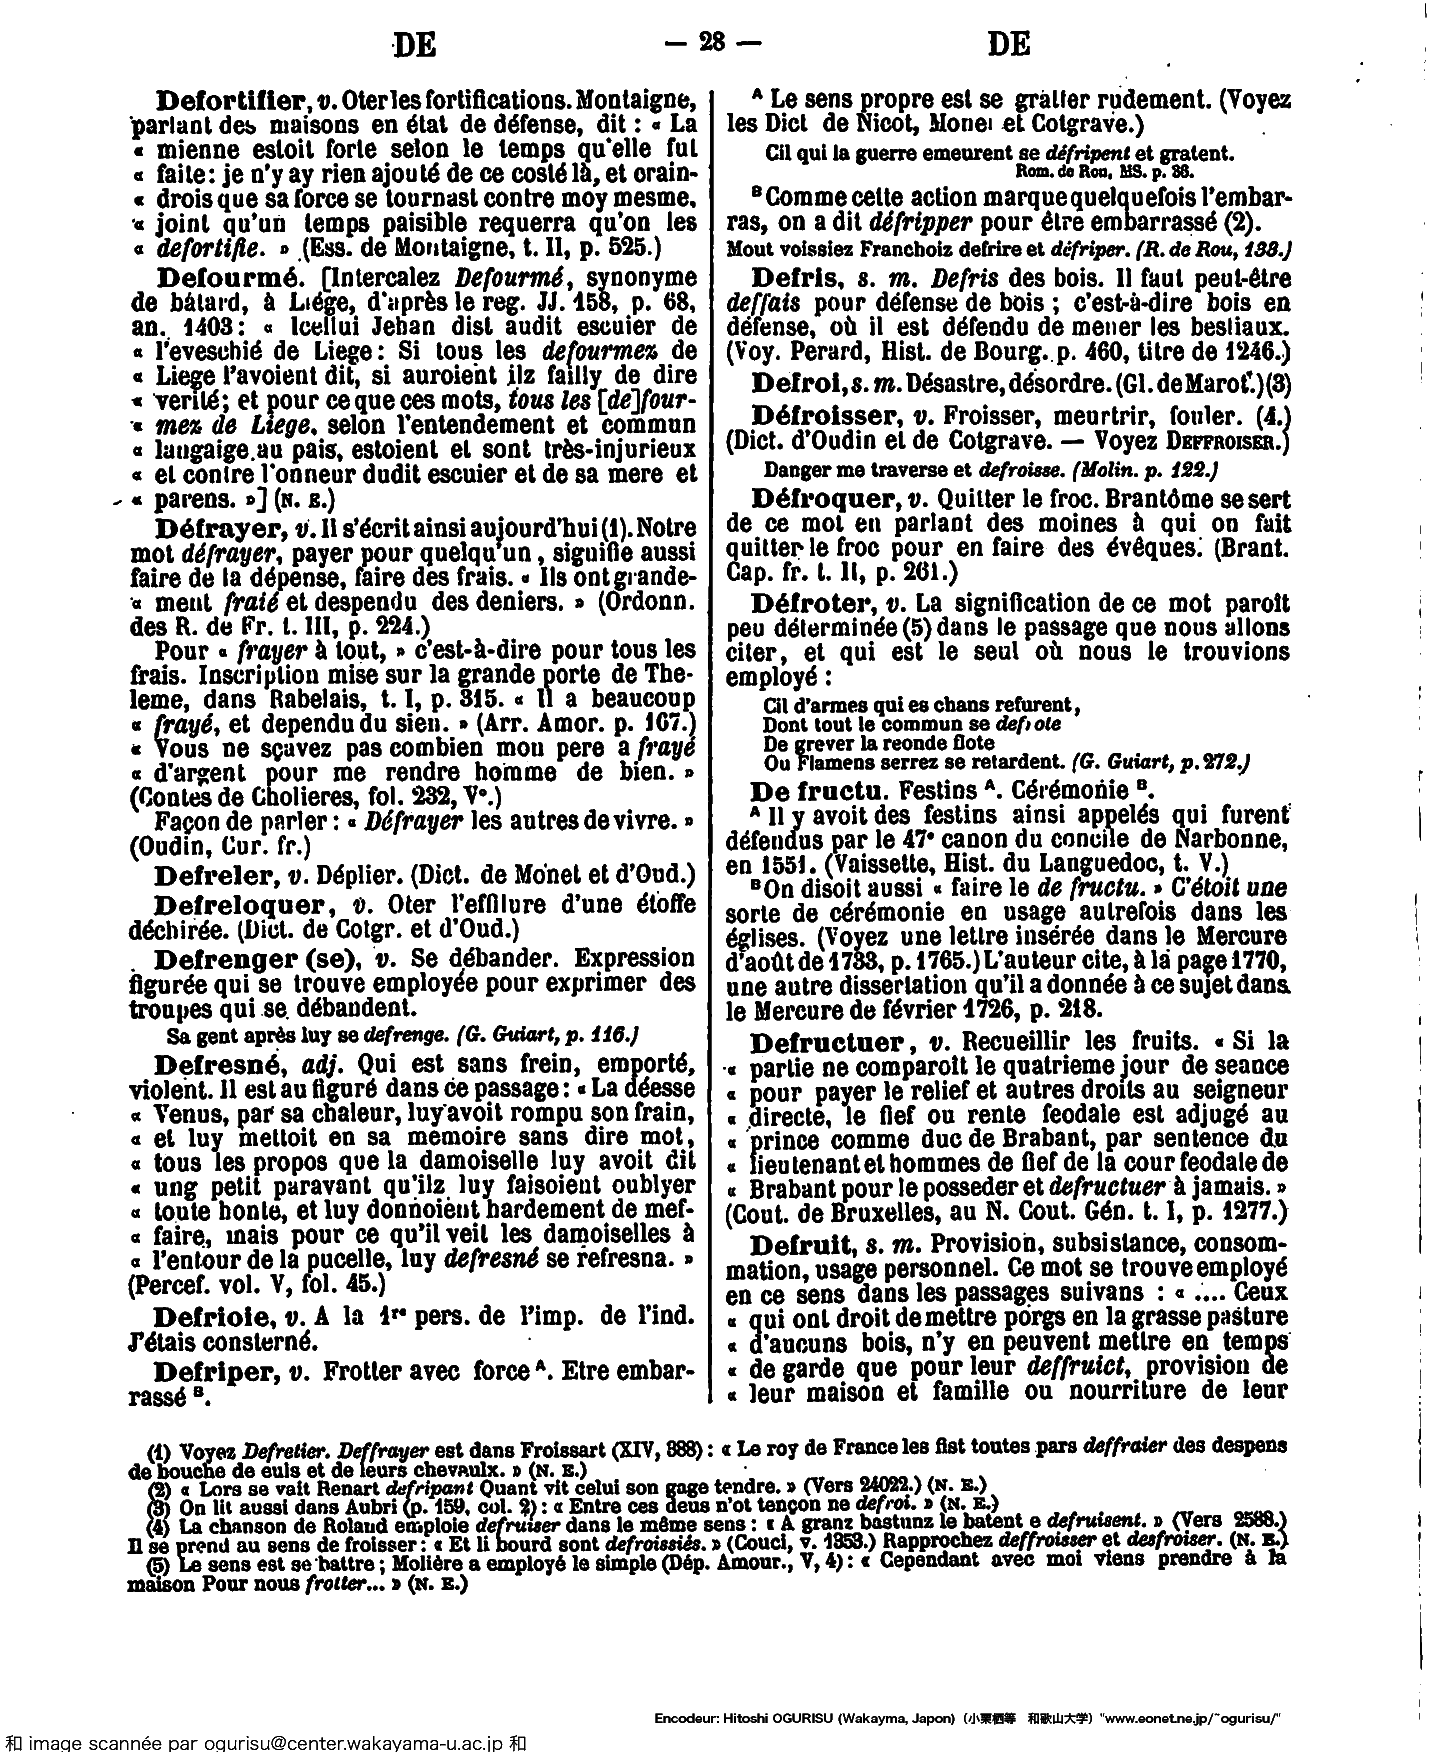 DE — 28 — DE
Defortifier, v. Oter les fortifications. Montaigne,
parlant des maisons en état de défense, dit : « La
« mienne estoit forte selon le temps qu'elle fut
« faite : je n'y ay rien ajouté de ce costé là, et crain-
« drois que sa force se tournast contre moy mesme,
« joint qu'un temps paisible requerra qu'on les
« defortifie. » (Ess. de Montaigne, t. II, p. 525.)
Defourmé. [Intercalez Defourmé, synonyme
de bâtard, à Liége, d'après le reg. JJ. 158, p. 68,
an. 1403 : « Icellui Jehan dist audit escuier de
« l'eveschié de Liege : Si tous les defourmez de
« Liege l'avoient dit, si auroient ilz failly de dire
« verité ; et pour ce que ces mots, tous les [de]four-
« mez de Liege, selon l'entendement et commun
« langaige au pais, estoient et sont très-injurieux
« et contre l'onneur dudit escuier et de sa mere et
« parens. »] (N. E.)
Défrayer, v. Il s'écrit ainsi aujourd'hui (1). Notre
mot défrayer, payer pour quelqu'un, signifie aussi
faire de la dépense, faire des frais. « Ils ont grande-
« ment fraié et despendu des deniers. » (Ordonn.
des R. de Fr. t. III, p. 224.)
Pour « frayer à tout, » c'est-à-dire pour tous les
frais. Inscription mise sur la grande porte de The-
leme, dans Rabelais, t. I, p. 315. « Il a beaucoup
« frayé, et dependu du sien. » (Arr. Amor. p. 167.)
« Vous ne sçavez pas combien mon pere a frayé
« d'argent pour me rendre homme de bien. »
(Contes de Cholieres, fol. 232, V°.)
Façon de parler : « Défrayer les autres de vivre. »
(Oudin, Cur. fr.)
Defreler, v. Déplier. (Dict. de Monet et d'Oud.)
Defreloquer, v. Oter l'effilure d'une étoffe
déchirée. (Dict. de Cotgr. et d'Oud.)
Defrenger (se), v. Se débander. Expression
figurée qui se trouve employée pour exprimer des
troupes qui se débandent.
Sa gent après luy se defrenge. (G. Guiart, p. 116.)
Defresné, adj. Qui est sans frein, emporté,
violent. Il est au figuré dans ce passage : « La déesse
« Venus, par sa chaleur, luy avoit rompu son frain,
« et luy mettoit en sa memoire sans dire mot,
« tous les propos que la damoiselle luy avoit dit
« ung petit paravant qu'ilz luy faisoient oublyer
« toute honte, et luy donnoient hardement de mef-
« faire, mais pour ce qu'il veit les damoiselles à
« l'entour de la pucelle, luy defresné se refresna. »
(Percef. vol. V, fol. 45.)
Defrioie, v. A la 1re pers. de l'imp. de l'ind.
J'étais consterné.
Defriper, v. Frotter avec force A. Etre embar-
rassé B.
A Le sens propre est se gratter rudement. (Voyez
les Dict de Nicot, Monet et Cotgrave.)
Cil qui la guerre emeurent se défripent et gratent.
Rom. de Rou, MS. p. 36.
B Comme cette action marque quelquefois l'embar-
ras, on a dit défripper pour être embarrassé (2).
Mout voissiez Franchoiz defrire et défriper. (R. de Rou, 138.)
Defris, s. m. Defris des bois. Il faut peut-être
deffais pour défense de bois ; c'est-à-dire bois en
défense, où il est défendu de mener les bestiaux.
(Voy. Perard, Hist. de Bourg. p. 460, titre de 1246.)
Defroi, s. m. Désastre, désordre. (Gl. de Marot.) (3)
Défroisser, v. Froisser, meurtrir, fouler. (4.)
(Dict. d'Oudin et de Cotgrave. — Voyez DEFFROISER.)
Danger me traverse et defroisse. (Molin. p. 122.)
Défroquer, v. Quitter le froc. Brantôme se sert
de ce mot en parlant des moines à qui on fait
quitter le froc pour en faire des évêques. (Brant.
Cap. fr. t. II, p. 261.)
Défroter, v. La signification de ce mot paroît
peu déterminée (5) dans le passage que nous allons
citer, et qui est le seul où nous le trouvions
employé :
Cil d'armes qui es chans refurent,
Dont tout le commun se defrote
De grever la reonde flote
Ou Flamens serrez se retardent. (G. Guiart, p. 272.)
De fructu. Festins A. Cérémonie B.
A Il y avoit des festins ainsi appelés qui furent
défendus par le 47e canon du concile de Narbonne,
en 1551. (Vaissette, Hist. du Languedoc, t. V.)
B On disoit aussi « faire le de fructu. » C'étoit une
sorte de cérémonie en usage autrefois dans les
églises. (Voyez une lettre insérée dans le Mercure
d'août de 1733, p. 1765.) L'auteur cite, à la page 1770,
une autre dissertation qu'il a donnée à ce sujet dans
le Mercure de février 1726, p. 218.
Defructuer, v. Recueillir les fruits. « Si la
« partie ne comparoît le quatrieme jour de seance
« pour payer le relief et autres droits au seigneur
« directe, le fief ou rente feodale est adjugé au
« prince comme duc de Brabant, par sentence du
« lieutenant et hommes de fief de la cour feodale de
« Brabant pour le posseder et defructuer à jamais. »
(Cout. de Bruxelles, au N. Cout. Gén. t. I, p. 1277.)
Defruit, s. m. Provision, subsistance, consom-
mation, usage personnel. Ce mot se trouve employé
en ce sens dans les passages suivans : « .... Ceux
« qui ont droit de mettre porgs en la grasse pasture
« d'aucuns bois, n'y en peuvent mettre en temps
« de garde que pour leur deffruict, provision de
« leur maison et famille ou nourriture de leur
(1) Voyez Defretier. Deffrayer est dans Froissart (XIV, 388) : « Le roy de France les fist toutes pars deffraier des despens
de bouche de euls et de leurs chevaulx. » (N. E.)
(2) « Lors se vait Renart defripant Quant vit celui son gage tendre. » (Vers 24022.) (N. E.)
(3) On lit aussi dans Aubri (p. 159, col. 2) : « Entre ces deus n'ot tençon ne defroi. » (N. E.)
(4) La chanson de Roland emploie defruiser dans le même sens : « A granz bastunz le batent e defruisent. » (Vers 2588.)
Il se prend au sens de froisser : « Et li hourd sont defroissiés. » (Couci, v. 1353.) Rapprochez deffroisser et desfroiser. (N. E.)
(5) Le sens est se battre ; Molière a employé le simple (Dép. Amour., V, 4) : « Cependant avec moi viens prendre à la
maison Pour nous frotter... » (N. E.)
Encodeur: Hitoshi OGURISU (Wakayma, Japon) (小栗栖等 和歌山大学) "www.eonet.ne.jp/~ogurisu/"
和 image scannée par ogurisu@center.wakayama-u.ac.jp 和